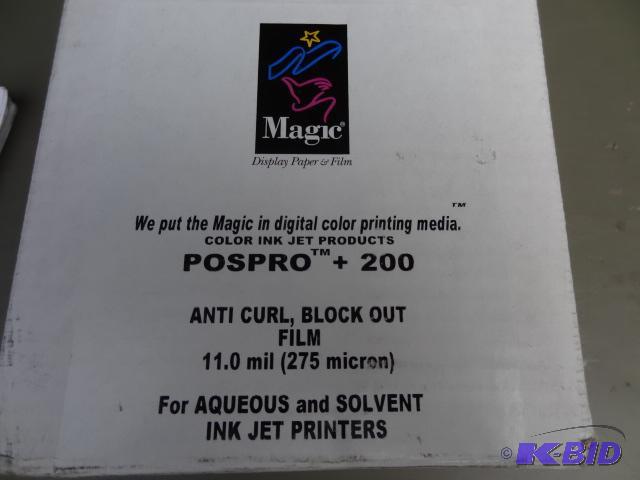 Magic®
Display Paper & Film
We put the Magic in digital color printing media.™
COLOR INK JET PRODUCTS
POSPRO™+ 200
ANTI CURL, BLOCK OUT
FILM
11.0 mil (275 micron)
For AQUEOUS and SOLVENT
INK JET PRINTERS
© K-BID